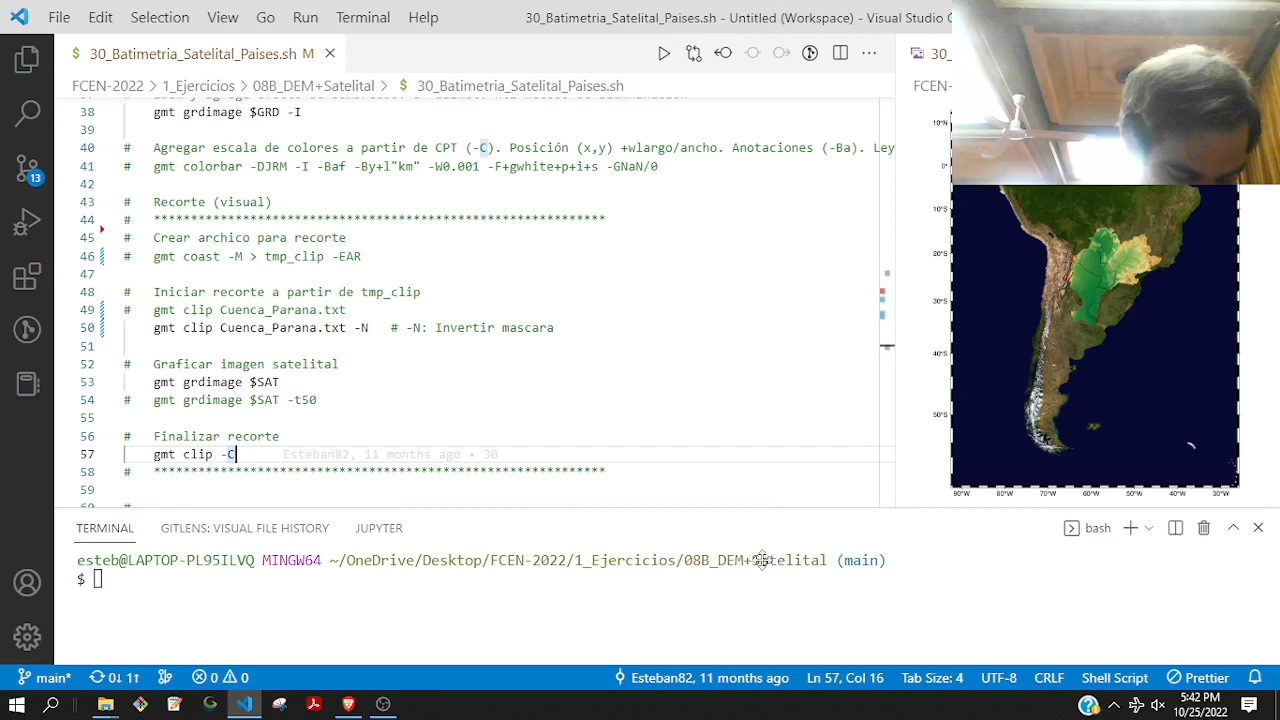 File Edit Selection View Go Run Terminal Help 30_Batimetria_Satelital_Paises.sh - Untitled (Workspace) - Visual Studio C
$ 30_Batimetria_Satelital_Paises.sh M
30_
FCEN-2022 > 1_Ejercicios > 08B_DEM+Satelital > $ 30_Batimetria_Satelital_Paises.sh
FCEN-
38 gmt grdimage $GRD -I
39
40 # Agregar escala de colores a partir de CPT (-C). Posición (x,y) +wlargo/ancho. Anotaciones (-Ba). Ley
41 # gmt colorbar -DJRM -I -Baf -By+l"km" -W0.001 -F+gwhite+p+i+s -GNaN/0
42
43 # Recorte (visual)
44 # *************************************************************
45 # Crear archico para recorte
46 # gmt coast -M > tmp_clip -EAR
47
48 # Iniciar recorte a partir de tmp_clip
49 # gmt clip Cuenca_Parana.txt
50 gmt clip Cuenca_Parana.txt -N # -N: Invertir mascara
51
52 # Graficar imagen satelital
53 gmt grdimage $SAT
54 # gmt grdimage $SAT -t50
55
56 # Finalizar recorte
57 gmt clip -C Esteban82, 11 months ago • 30
58 # *************************************************************
59
10°N
0°
10°S
20°S
30°S
40°S
50°S
90°W 80°W 70°W 60°W 50°W 40°W 30°W
13
TERMINAL GITLENS: VISUAL FILE HISTORY JUPYTER bash
esteb@LAPTOP-PL95ILVQ MINGW64 ~/OneDrive/Desktop/FCEN-2022/1_Ejercicios/08B_DEM+Satelital (main)
$
main* 0↓ 1↑ 0 0 Esteban82, 11 months ago Ln 57, Col 16 Tab Size: 4 UTF-8 CRLF Shell Script Prettier
5:42 PM
10/25/2022